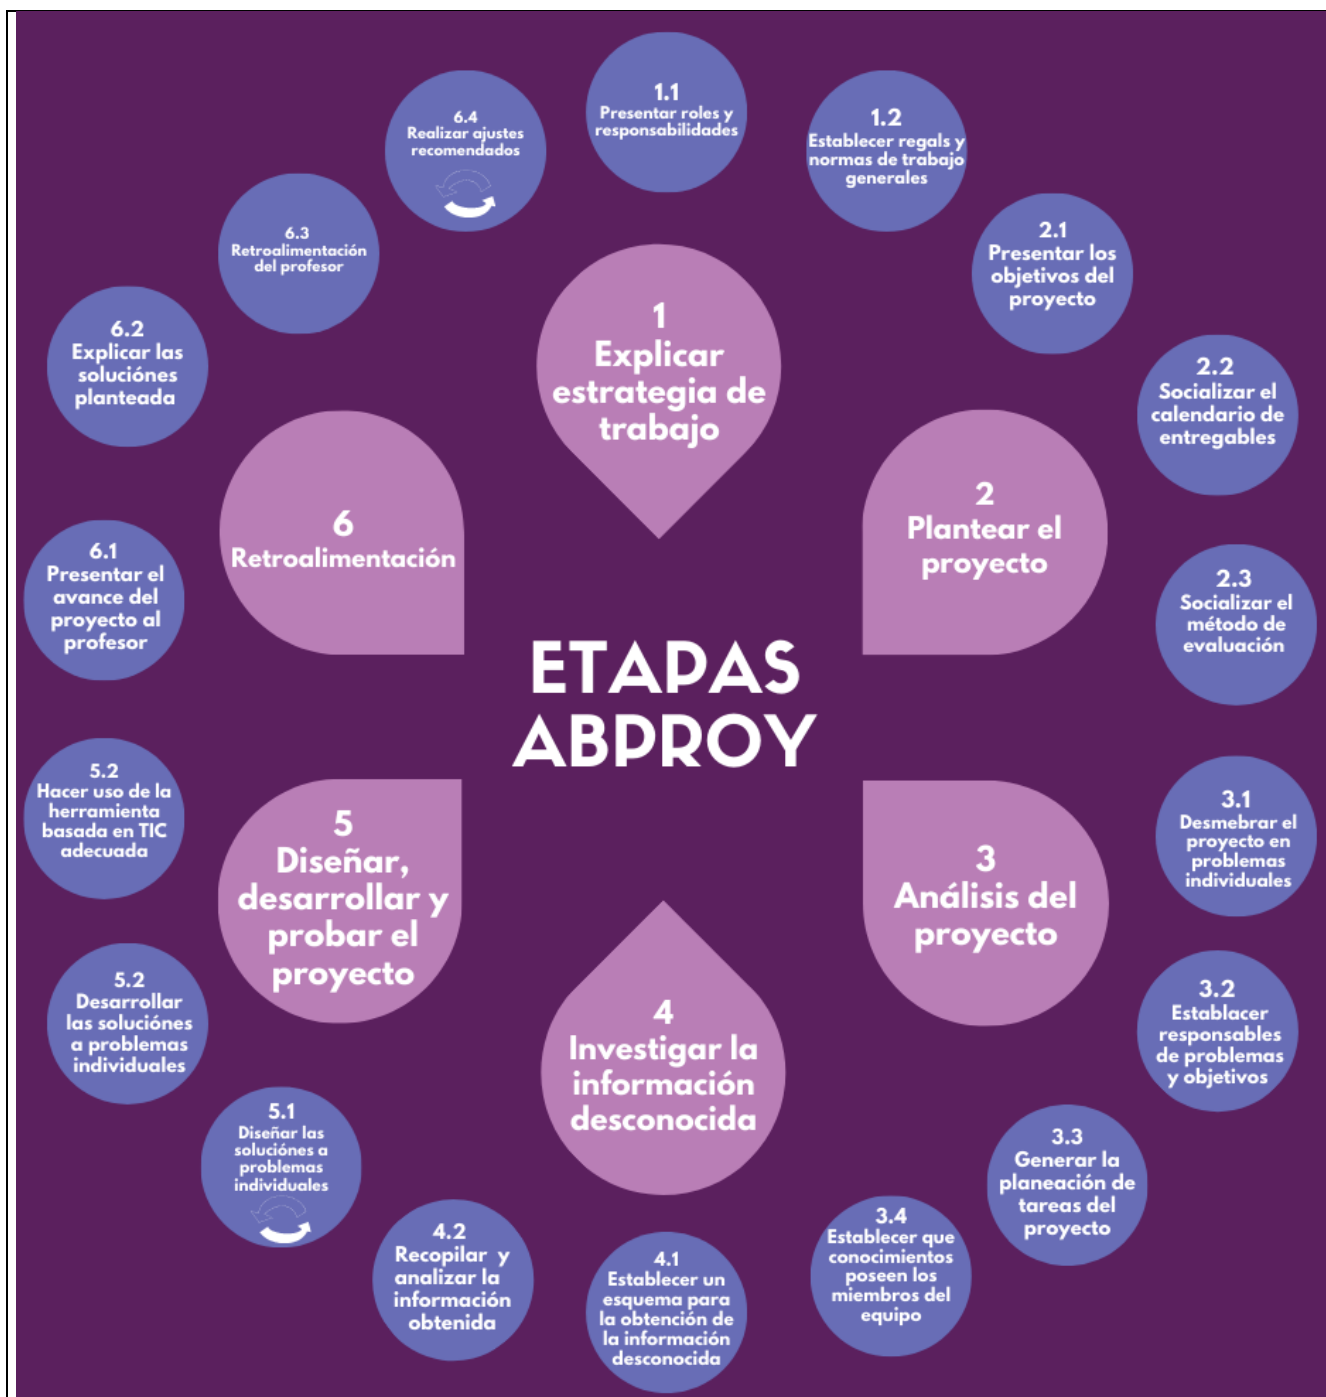 ETAPAS
ABPROY
1
Explicar
estrategia de
trabajo
1.1
Presentar roles y
responsabilidades
1.2
Establecer regals y
normas de trabajo
generales
2
Plantear el
proyecto
2.1
Presentar los
objetivos del
proyecto
2.2
Socializar el
calendario de
entregables
2.3
Socializar el
método de
evaluación
3
Análisis del
proyecto
3.1
Desmebrar el
proyecto en
problemas
individuales
3.2
Establacer
responsables
de problemas
y objetivos
3.3
Generar la
planeación de
tareas del
proyecto
3.4
Establecer que
conocimientos
poseen los
miembros del
equipo
4
Investigar la
información
desconocida
4.1
Establecer un
esquema para
la obtención de
la información
desconocida
4.2
Recopilar y
analizar la
información
obtenida
5
Diseñar,
desarrollar y
probar el
proyecto
5.1
Diseñar las
soluciónes a
problemas
individuales
5.2
Desarrollar
las soluciónes
a problemas
individuales
5.2
Hacer uso de la
herramienta
basada en TIC
adecuada
6
Retroalimentación
6.1
Presentar el
avance del
proyecto al
profesor
6.2
Explicar las
soluciónes
planteada
6.3
Retroalimentación
del profesor
6.4
Realizar ajustes
recomendados